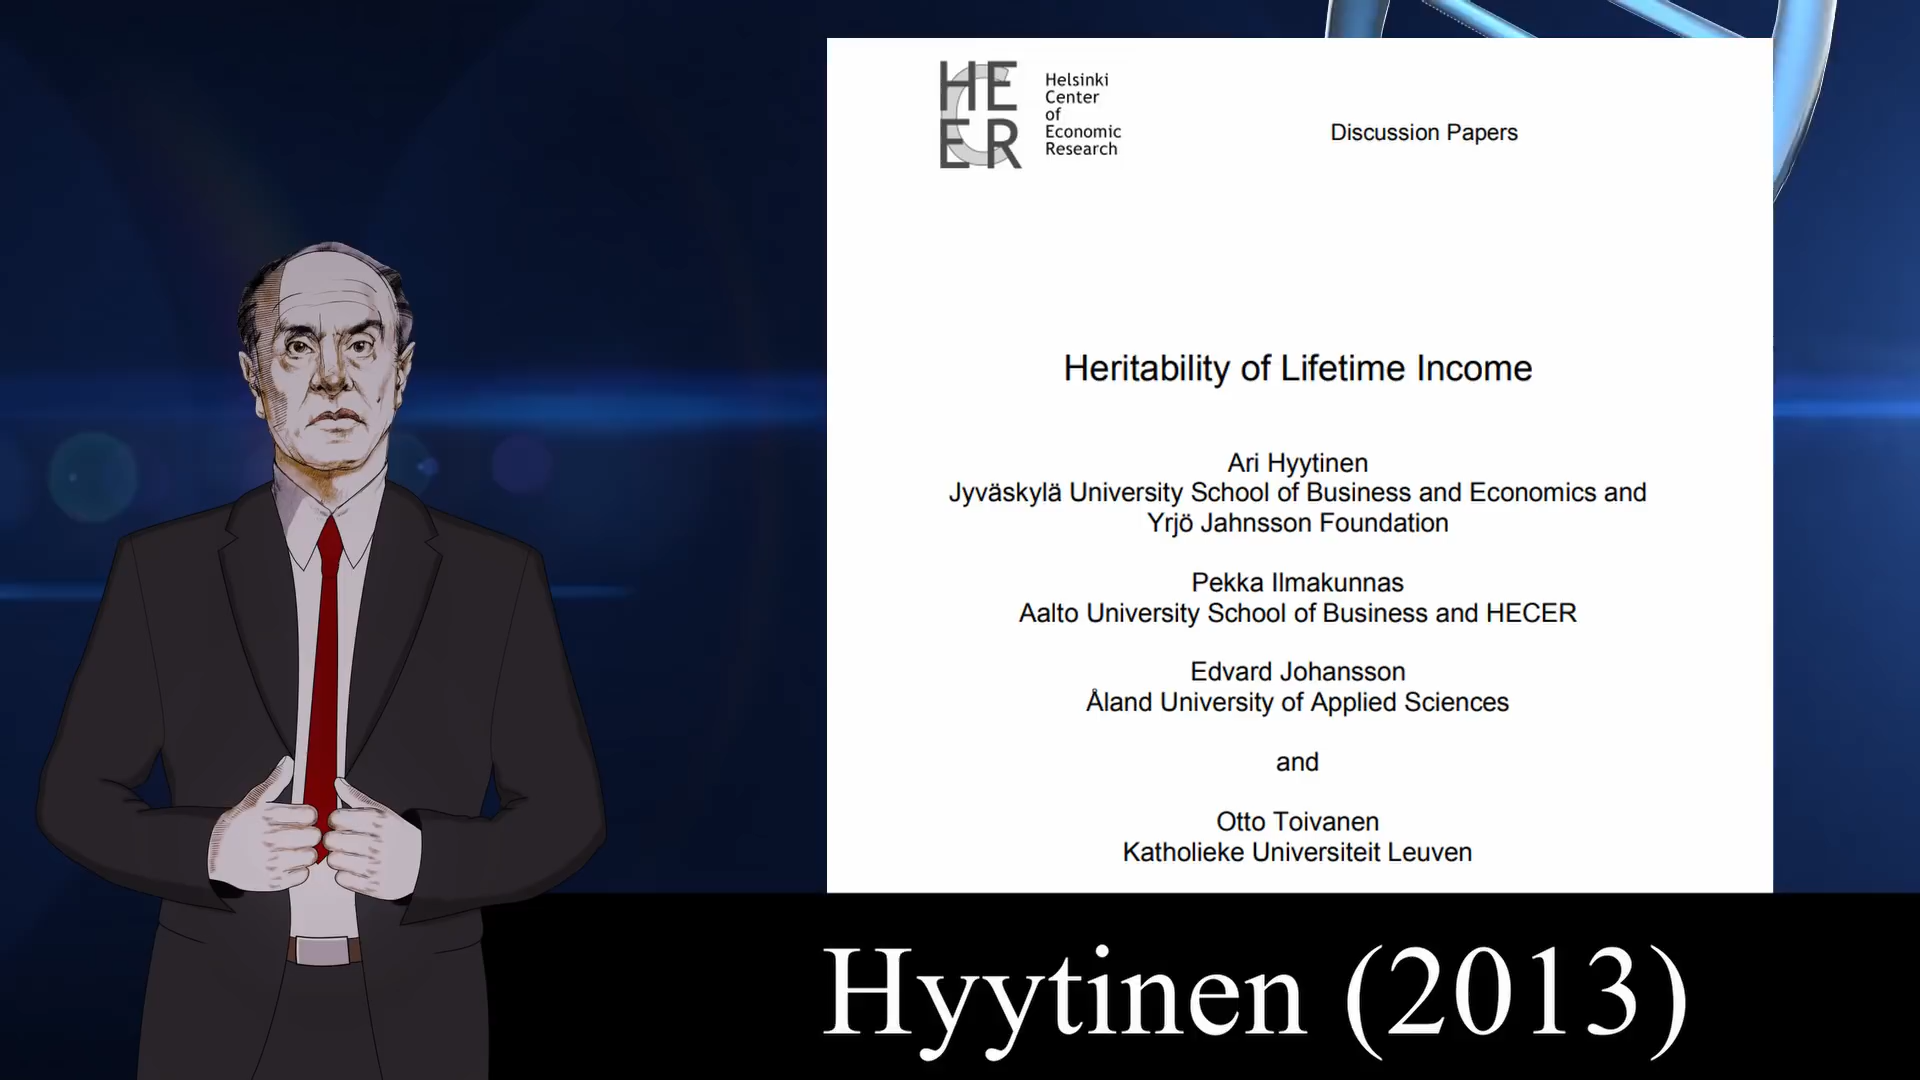 HE
ER
Helsinki
Center
of
Economic
Research
Discussion Papers
Heritability of Lifetime Income
Ari Hyytinen
Jyväskylä University School of Business and Economics and
Yrjö Jahnsson Foundation
Pekka Ilmakunnas
Aalto University School of Business and HECER
Edvard Johansson
Åland University of Applied Sciences
and
Otto Toivanen
Katholieke Universiteit Leuven
Hyytinen (2013)